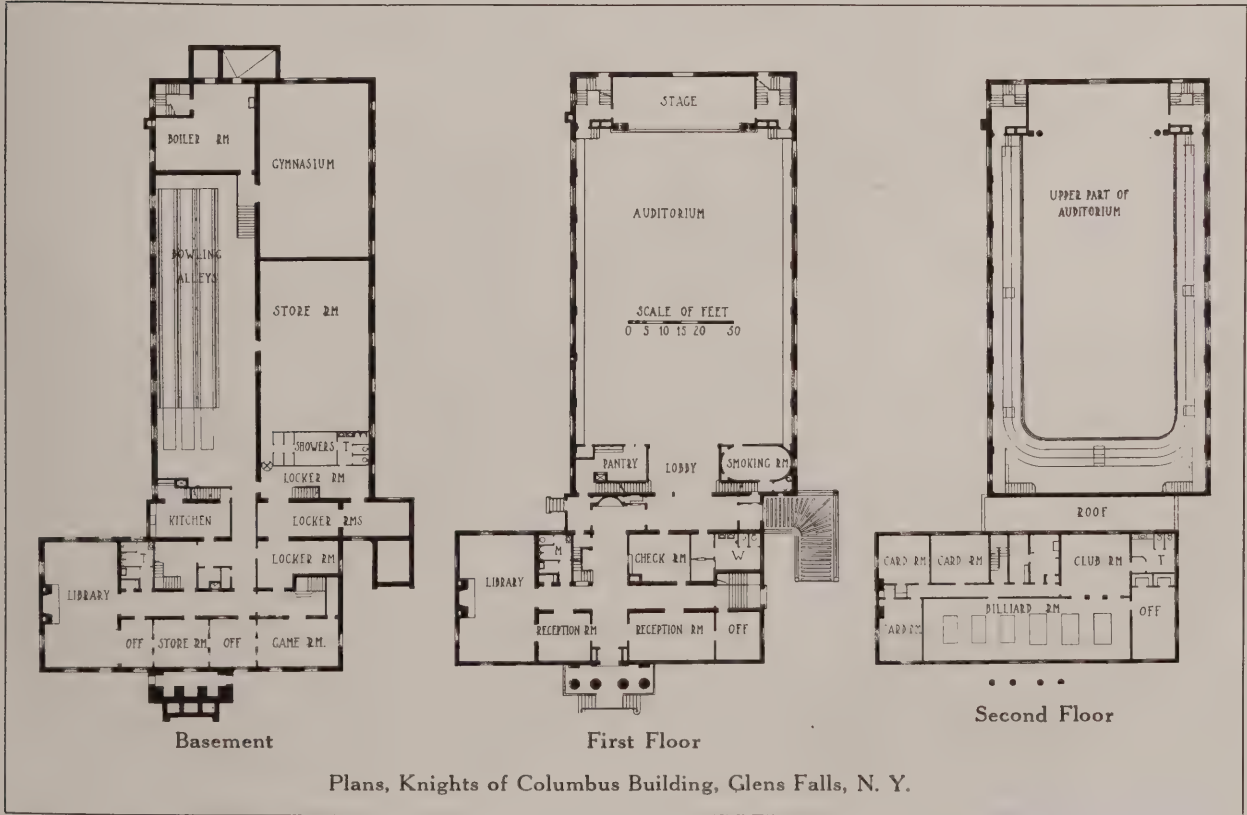 BOILER RM
GYMNASIUM
BOWLING
ALLEYS
STORE RM
SHOWERS T
LOCKER RM
KITCHEN
LOCKER RMS
T
LOCKER RM
LIBRARY
OFF
STORE RM
OFF
GAME RM.
Basement
STAGE
AUDITORIUM
SCALE OF FEET
0 5 10 15 20 30
PANTRY
LOBBY
SMOKING RM
M
CHECK RM
W
LIBRARY
RECEPTION RM
RECEPTION RM
OFF
First Floor
UPPER PART OF
AUDITORIUM
ROOF
CARD RM
CARD RM
CLUB RM
T
BILLIARD RM
OFF
CARD RM
Second Floor
Plans, Knights of Columbus Building, Glens Falls, N. Y.